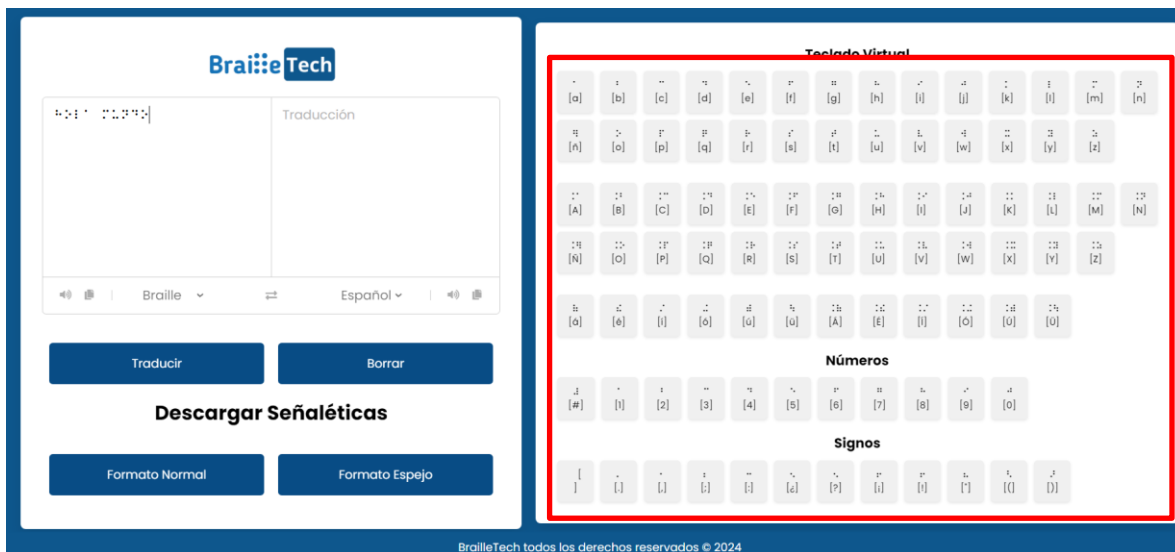 BrailleTech
⠓⠕⠇⠁ ⠍⠥⠝⠙⠕
Traducción
Braille
Español
Traducir
Borrar
Descargar Señaléticas
Formato Normal
Formato Espejo
Teclado Virtual
⠁ ⠃ ⠉ ⠙ ⠑ ⠋ ⠛ ⠓ ⠊ ⠚ ⠅ ⠇ ⠍ ⠝
[a] [b] [c] [d] [e] [f] [g] [h] [i] [j] [k] [l] [m] [n]
[ñ] [o] [p] [q] [r] [s] [t] [u] [v] [w] [x] [y] [z]
[A] [B] [C] [D] [E] [F] [G] [H] [I] [J] [K] [L] [M] [N]
[Ñ] [O] [P] [Q] [R] [S] [T] [U] [V] [W] [X] [Y] [Z]
[á] [é] [í] [ó] [ú] [ü] [Á] [É] [Í] [Ó] [Ú] [Ü]
Números
[#] [1] [2] [3] [4] [5] [6] [7] [8] [9] [0]
Signos
[ ] [.] [,] [;] [:] [¿] [?] [¡] [!] ["] [(] [)]
BrailleTech todos los derechos reservados © 2024